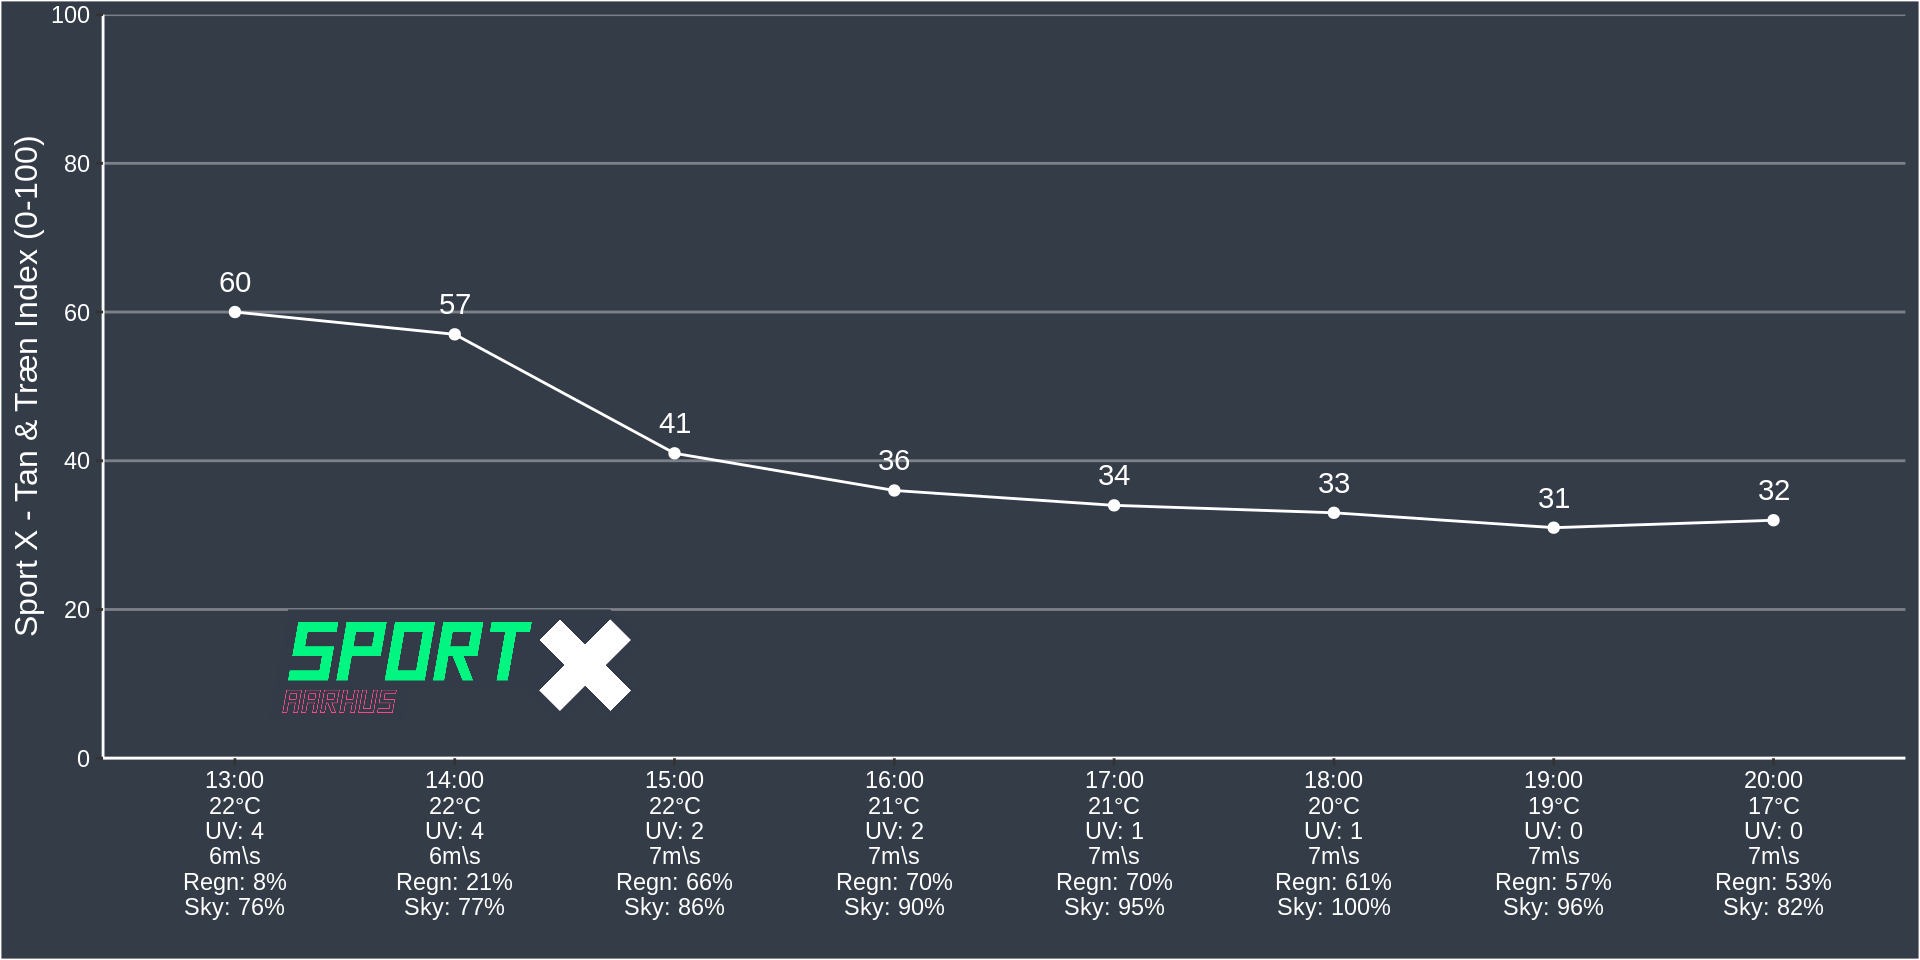 Sport X - Tan & Træn Index (0-100)
100
80
60
40
20
0
60
57
41
36
34
33
31
32
SPORT X
AARHUS
13:00
22°C
UV: 4
6m\s
Regn: 8%
Sky: 76%
14:00
22°C
UV: 4
6m\s
Regn: 21%
Sky: 77%
15:00
22°C
UV: 2
7m\s
Regn: 66%
Sky: 86%
16:00
21°C
UV: 2
7m\s
Regn: 70%
Sky: 90%
17:00
21°C
UV: 1
7m\s
Regn: 70%
Sky: 95%
18:00
20°C
UV: 1
7m\s
Regn: 61%
Sky: 100%
19:00
19°C
UV: 0
7m\s
Regn: 57%
Sky: 96%
20:00
17°C
UV: 0
7m\s
Regn: 53%
Sky: 82%